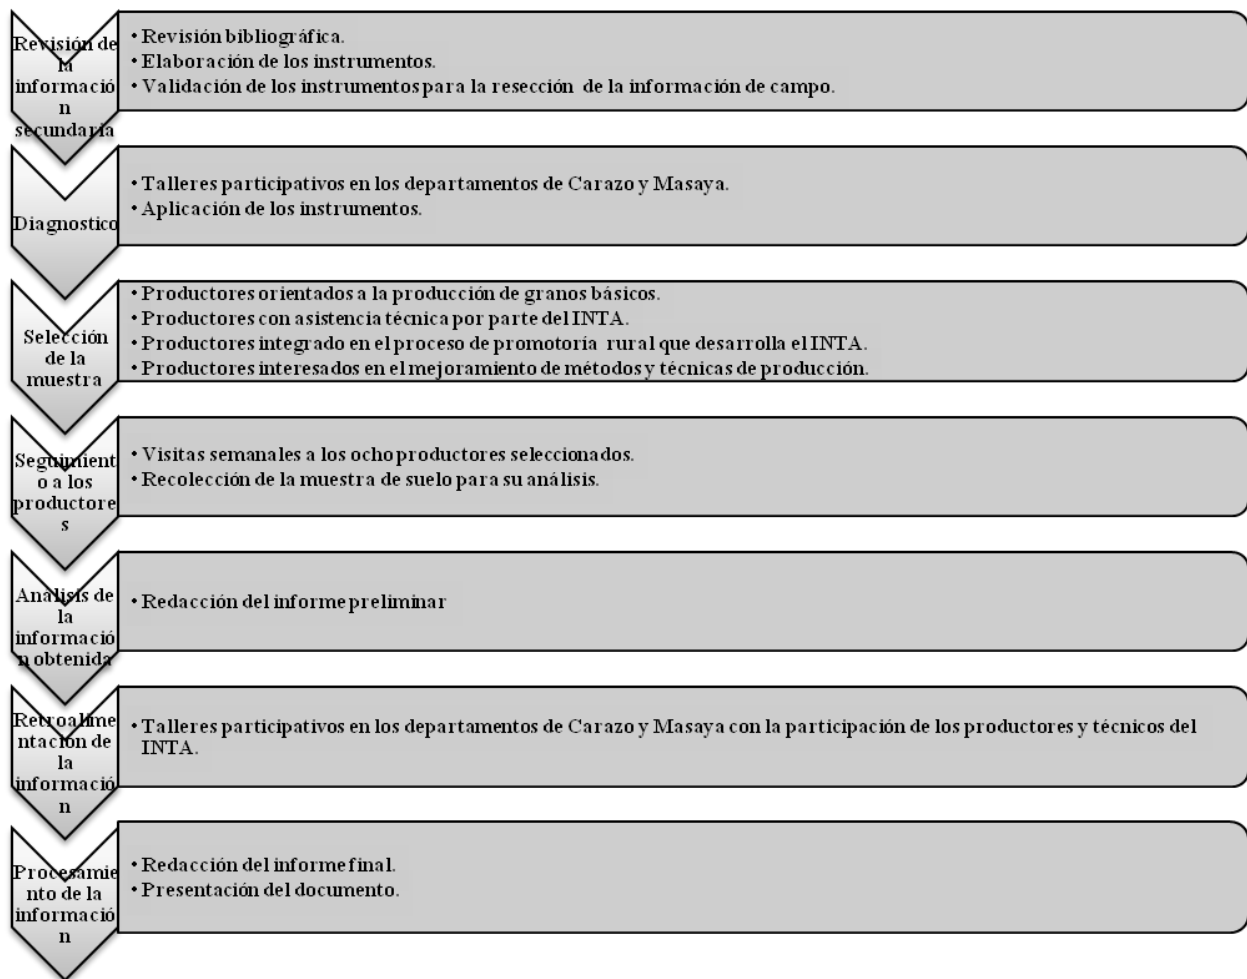 Revisión de
la
informació
n
secundaria
• Revisión bibliográfica.
• Elaboración de los instrumentos.
• Validación de los instrumentos para la resección de la información de campo.
Diagnostico
• Talleres participativos en los departamentos de Carazo y Masaya.
• Aplicación de los instrumentos.
Selección
de la
muestra
• Productores orientados a la producción de granos básicos.
• Productores con asistencia técnica por parte del INTA.
• Productores integrado en el proceso de promotoría rural que desarrolla el INTA.
• Productores interesados en el mejoramiento de métodos y técnicas de producción.
Seguimient
o a los
productore
s
• Visitas semanales a los ocho productores seleccionados.
• Recolección de la muestra de suelo para su análisis.
Análisis de
la
informació
n obtenida
• Redacción del informe preliminar
Retroalime
ntación de
la
informació
n
• Talleres participativos en los departamentos de Carazo y Masaya con la participación de los productores y técnicos del
INTA.
Procesamie
nto de la
informació
n
• Redacción del informe final.
• Presentación del documento.